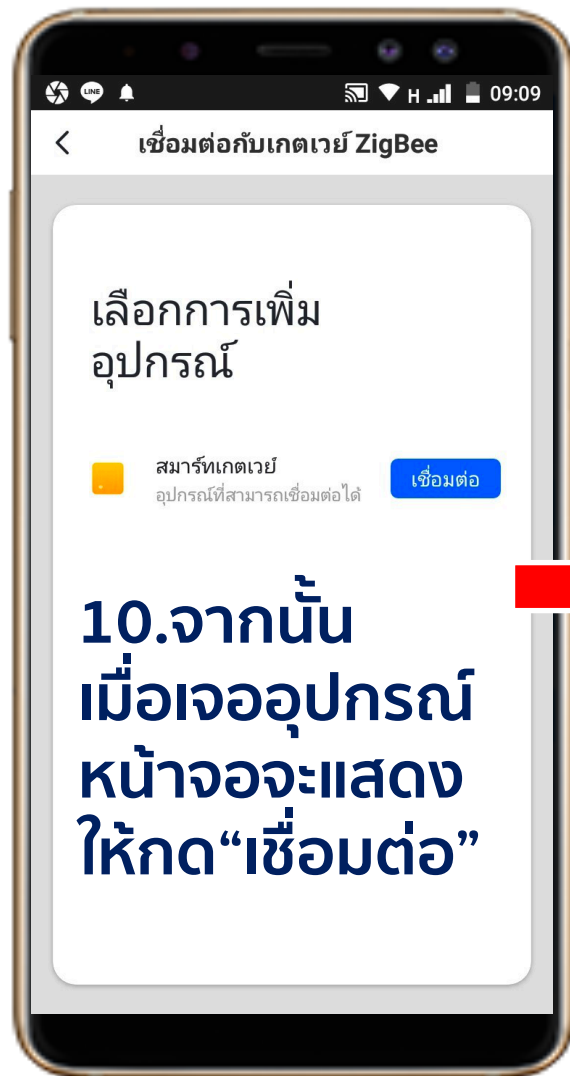 LINE H 09:09
เชื่อมต่อกับเกตเวย์ ZigBee
เลือกการเพิ่ม
อุปกรณ์
สมาร์ทเกตเวย์
อุปกรณ์ที่สามารถเชื่อมต่อได้
เชื่อมต่อ
10.จากนั้น
เมื่อเจออุปกรณ์
หน้าจอจะแสดง
ให้กด“เชื่อมต่อ”